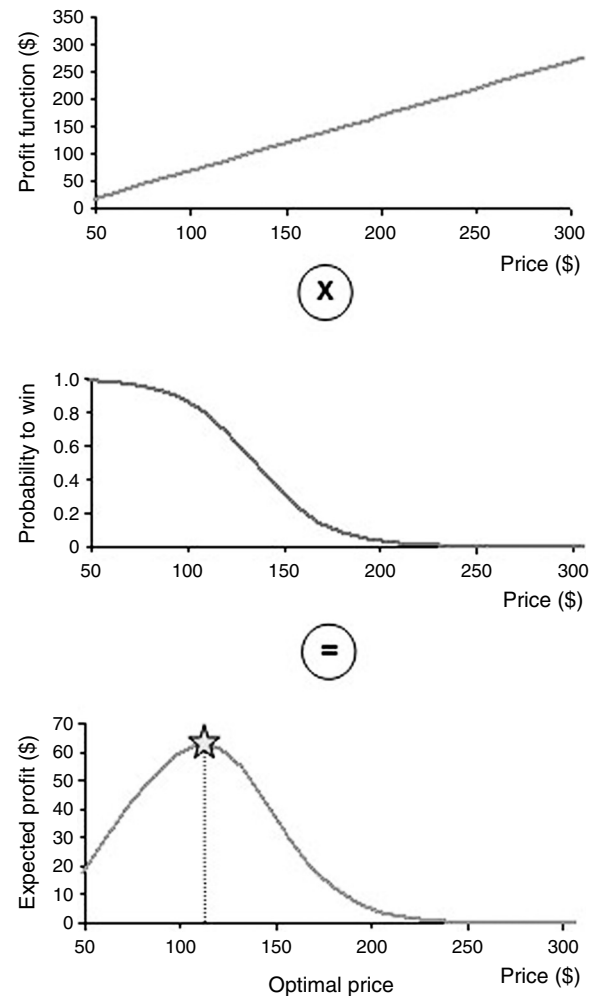 Profit function ($)
350
300
250
200
150
100
50
0
50 100 150 200 250 300
Price ($)
X
Probability to win
1.0
0.8
0.6
0.4
0.2
0
50 100 150 200 250 300
Price ($)
=
Expected profit ($)
70
60
50
40
30
20
10
0
50 100 150 200 250 300
Optimal price
Price ($)